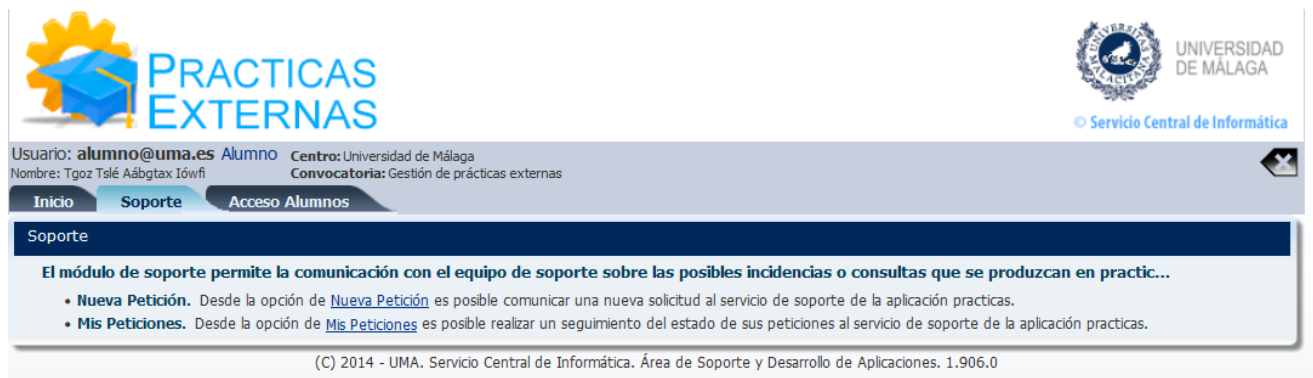 PRACTICAS
EXTERNAS
UNIVERSIDAD
DE MÁLAGA
© Servicio Central de Informática
Usuario: alumno@uma.es Alumno Centro: Universidad de Málaga
Nombre: Tgoz Tslé Aábgtax Iówfi Convocatoria: Gestión de prácticas externas
Inicio Soporte Acceso Alumnos
Soporte
El módulo de soporte permite la comunicación con el equipo de soporte sobre las posibles incidencias o consultas que se produzcan en practic...
• Nueva Petición. Desde la opción de Nueva Petición es posible comunicar una nueva solicitud al servicio de soporte de la aplicación practicas.
• Mis Peticiones. Desde la opción de Mis Peticiones es posible realizar un seguimiento del estado de sus peticiones al servicio de soporte de la aplicación practicas.
(C) 2014 - UMA. Servicio Central de Informática. Área de Soporte y Desarrollo de Aplicaciones. 1.906.0